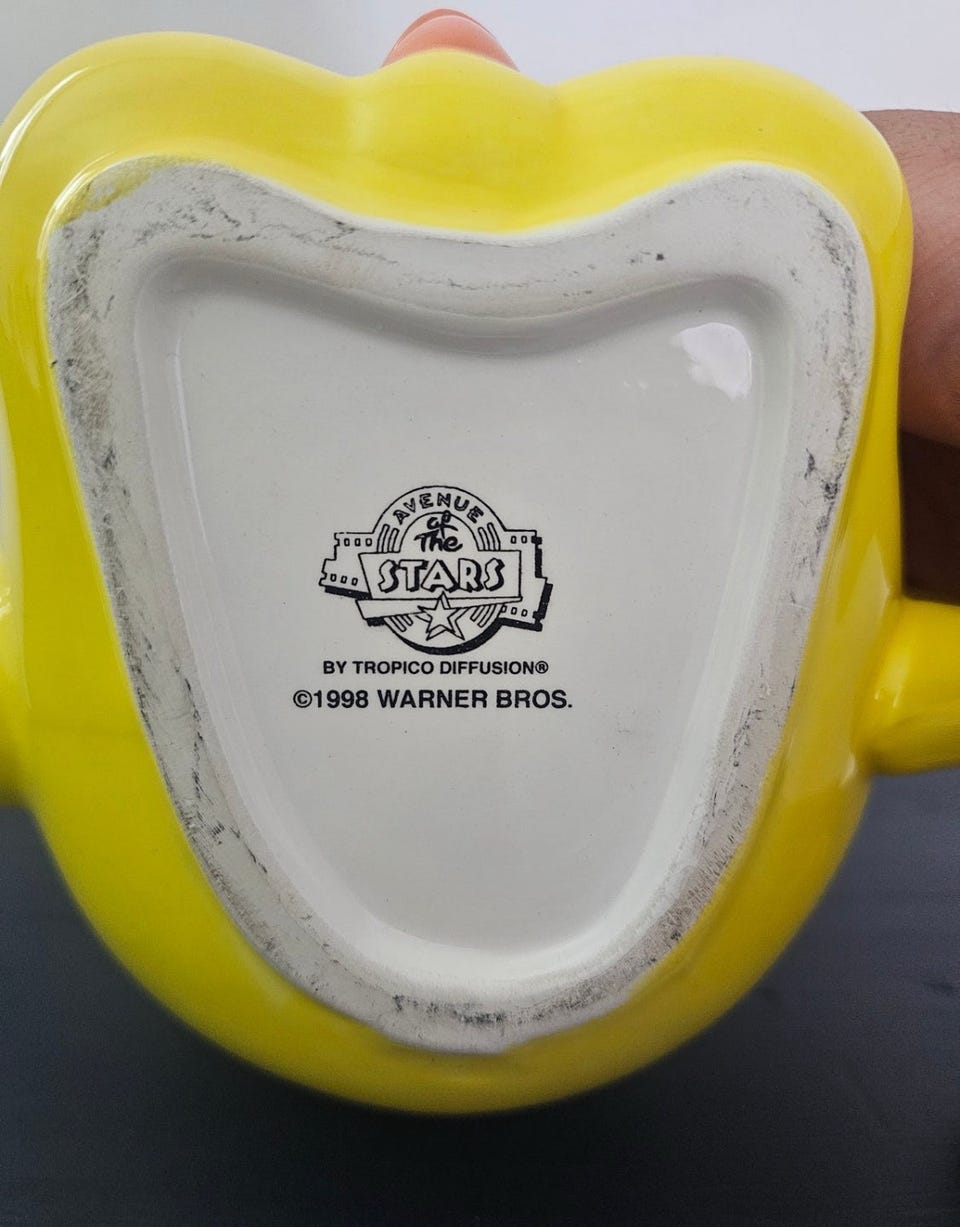 AVENUE
of
The
STARS
BY TROPICO DIFFUSION®
©1998 WARNER BROS.